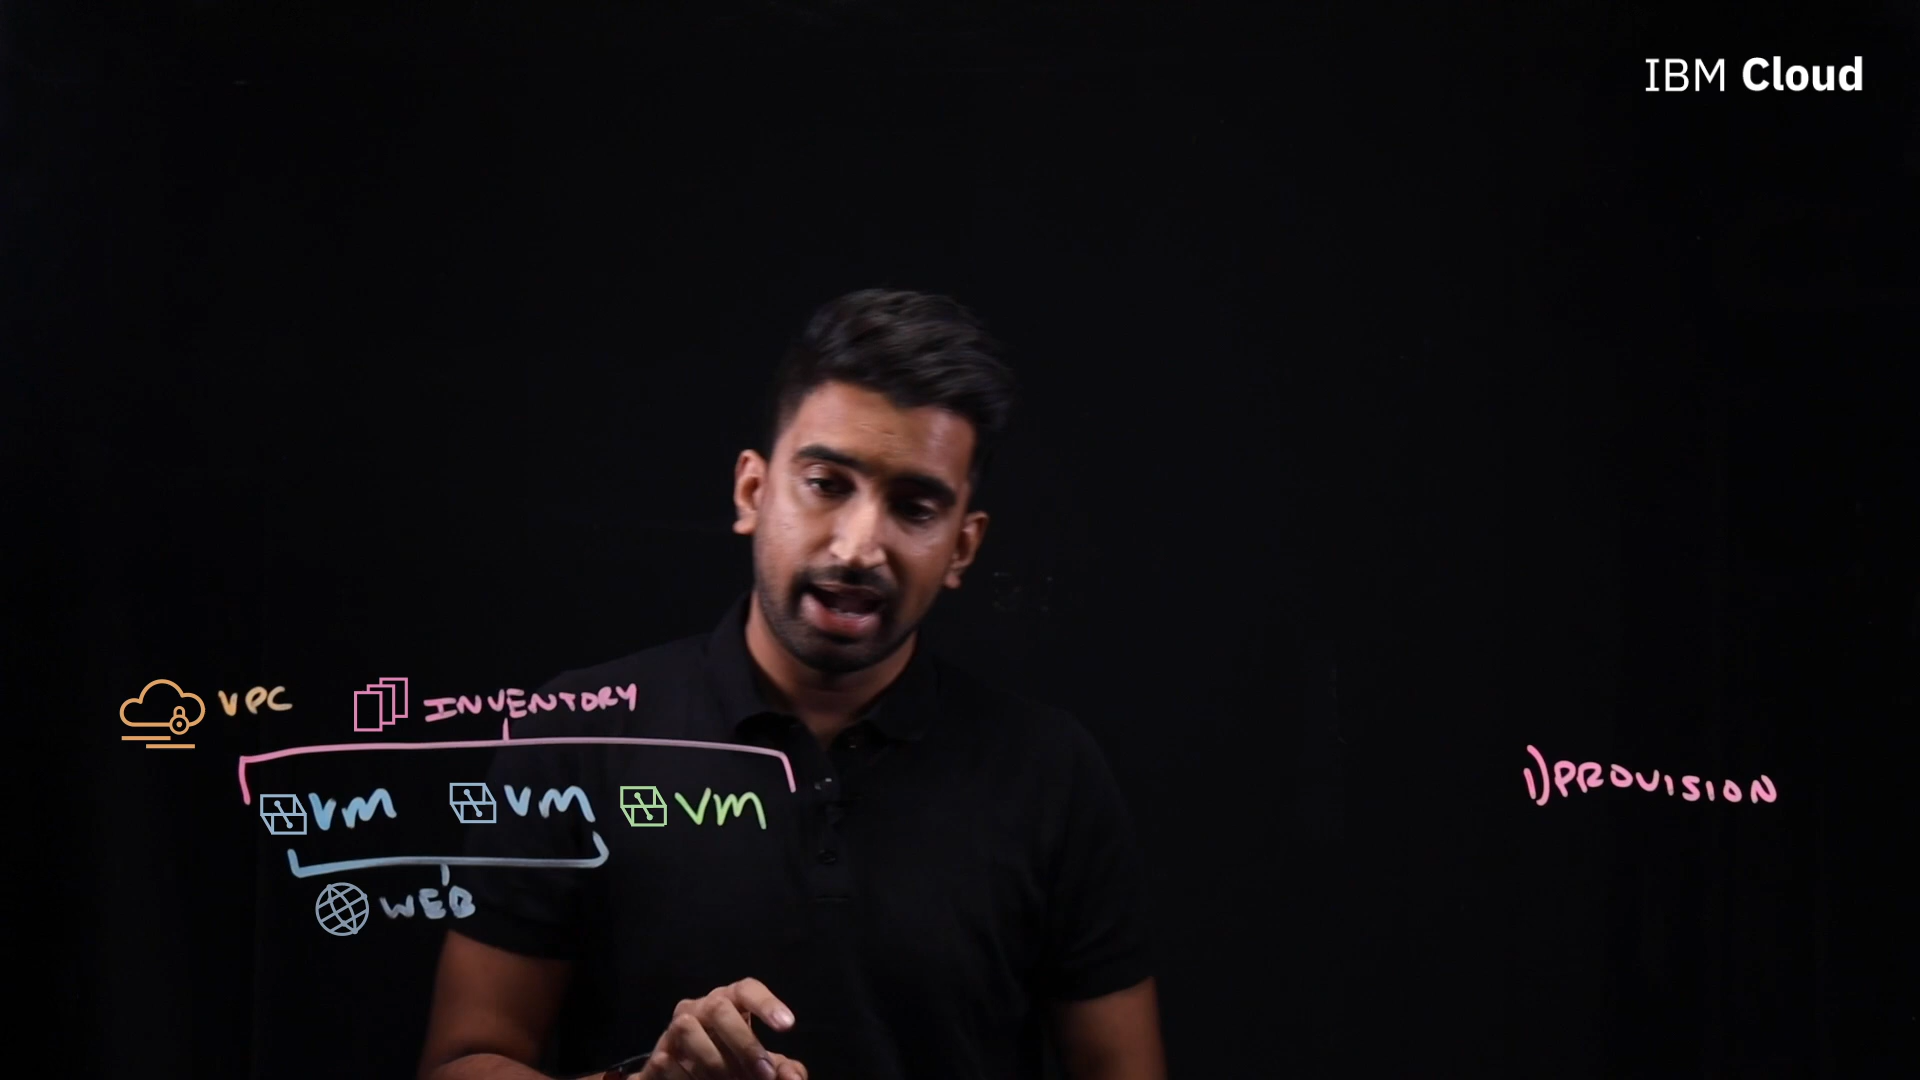 IBM Cloud
VPC
INVENTORY
VM VM VM
WEB
1) PROVISION